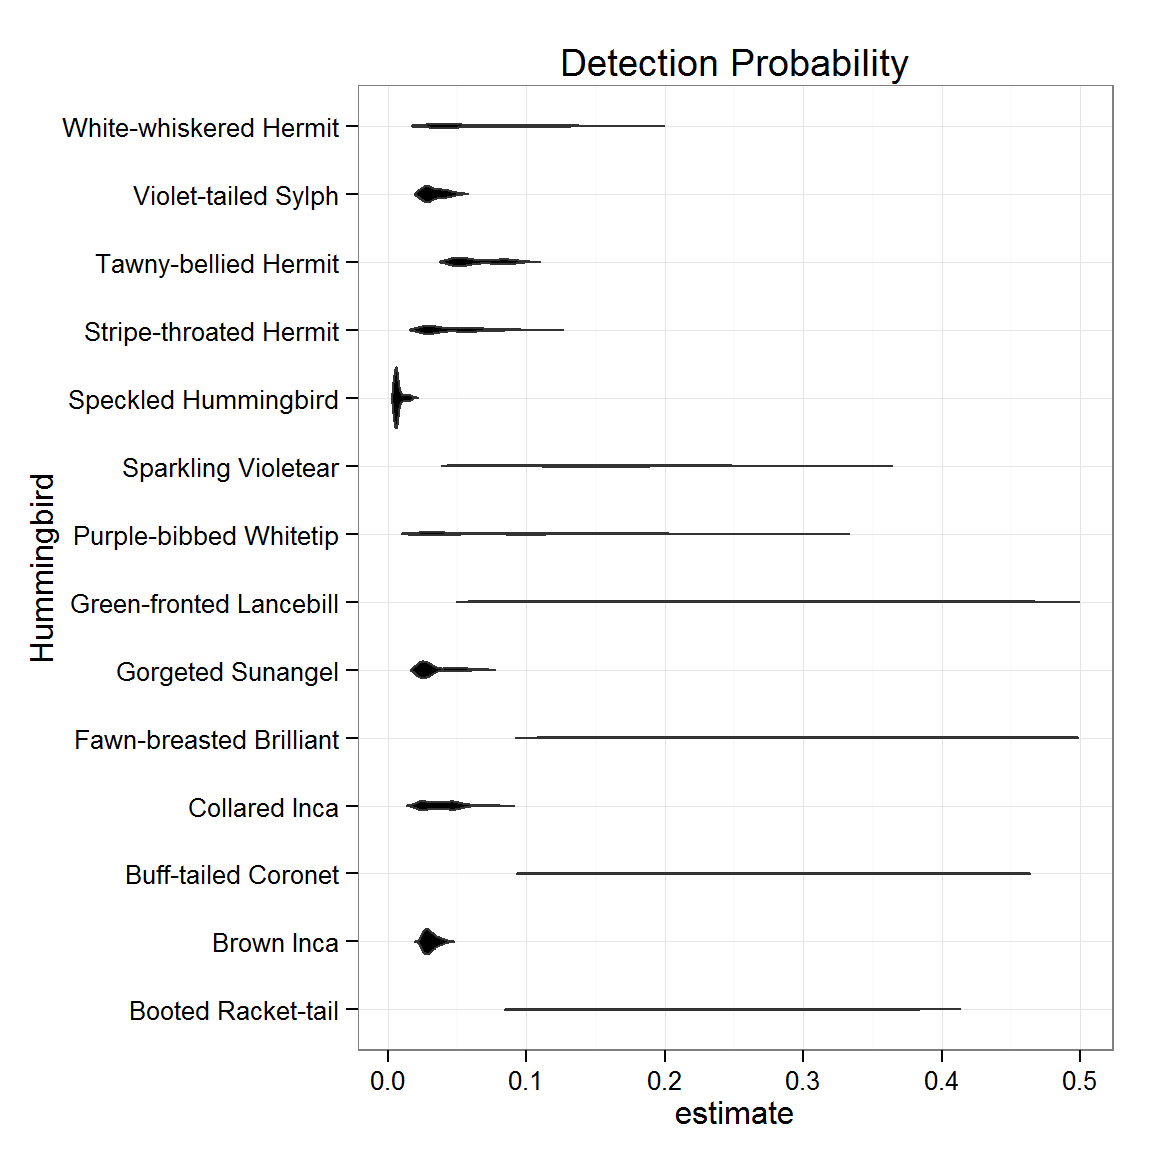 Detection Probability
White-whiskered Hermit
Violet-tailed Sylph
Tawny-bellied Hermit
Stripe-throated Hermit
Speckled Hummingbird
Sparkling Violetear
Purple-bibbed Whitetip
Green-fronted Lancebill
Gorgeted Sunangel
Fawn-breasted Brilliant
Collared Inca
Buff-tailed Coronet
Brown Inca
Booted Racket-tail
Hummingbird
0.0 0.1 0.2 0.3 0.4 0.5
estimate